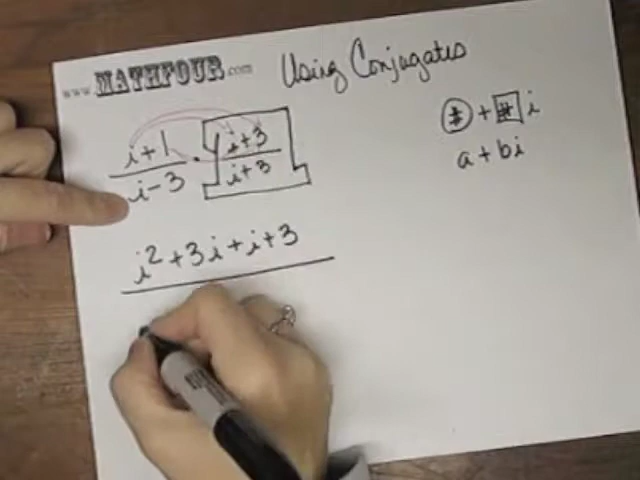 www.MATHFOUR.com
Using Conjugates
i+1 / i-3 · i+3 / i+3
# + # i
a + bi
i² + 3i + i + 3